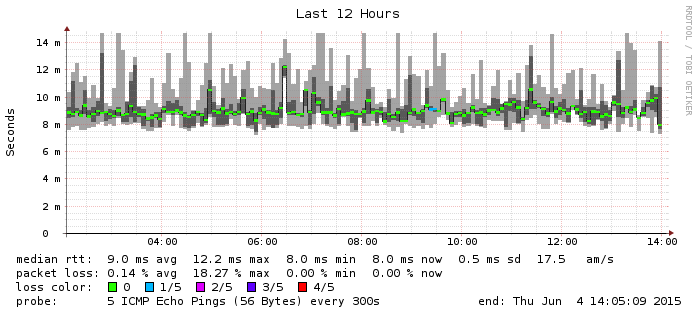 Last 12 Hours
RRDTOOL / TOBI OETIKER
Seconds
14 m
12 m
10 m
8 m
6 m
4 m
2 m
0
04:00 06:00 08:00 10:00 12:00 14:00
median rtt: 9.0 ms avg 12.2 ms max 8.0 ms min 8.0 ms now 0.5 ms sd 17.5 am/s
packet loss: 0.14 % avg 18.27 % max 0.00 % min 0.00 % now
loss color: 0 1/5 2/5 3/5 4/5
probe: 5 ICMP Echo Pings (56 Bytes) every 300s end: Thu Jun 4 14:05:09 2015